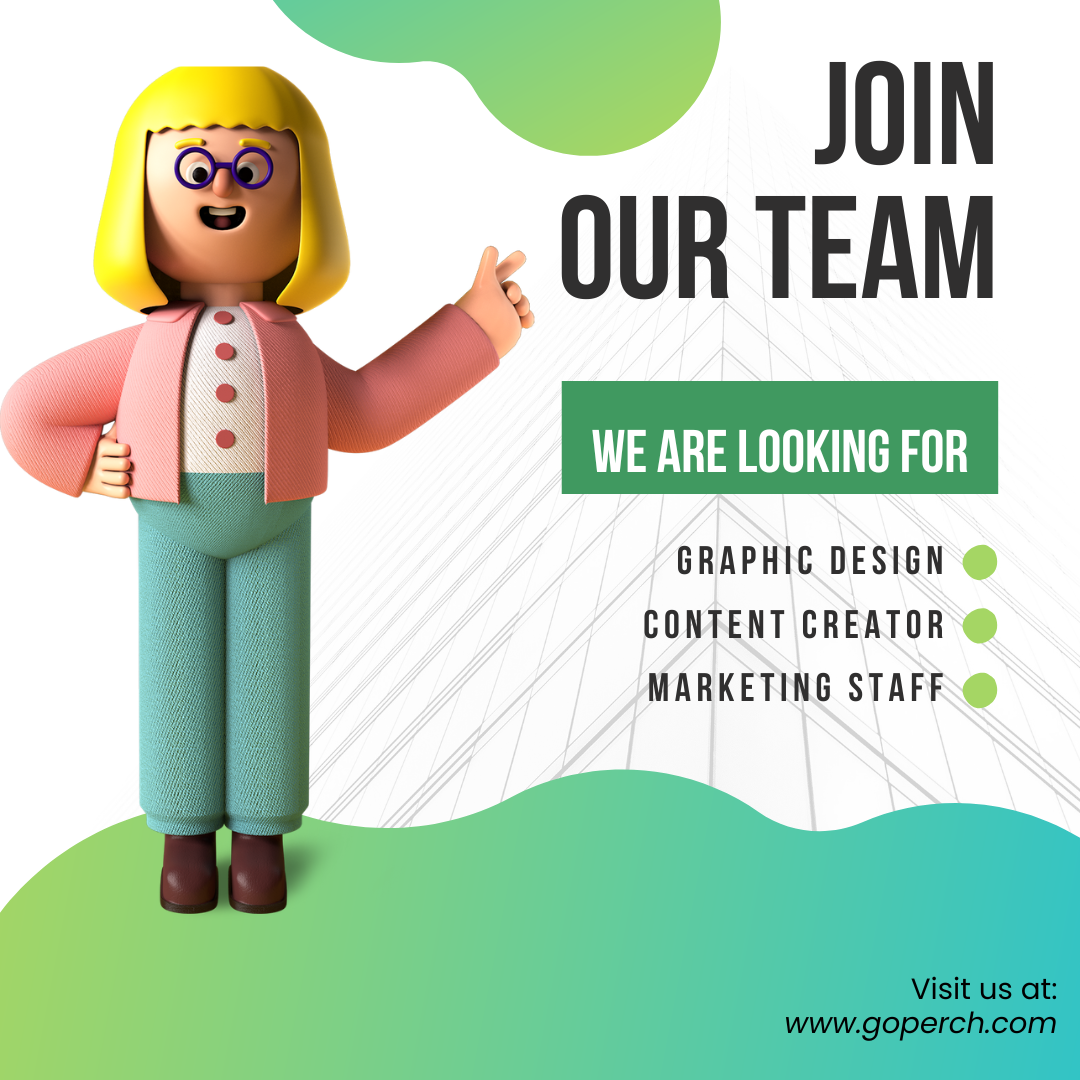 JOIN
OUR TEAM
WE ARE LOOKING FOR
GRAPHIC DESIGN
CONTENT CREATOR
MARKETING STAFF
Visit us at:
www.goperch.com